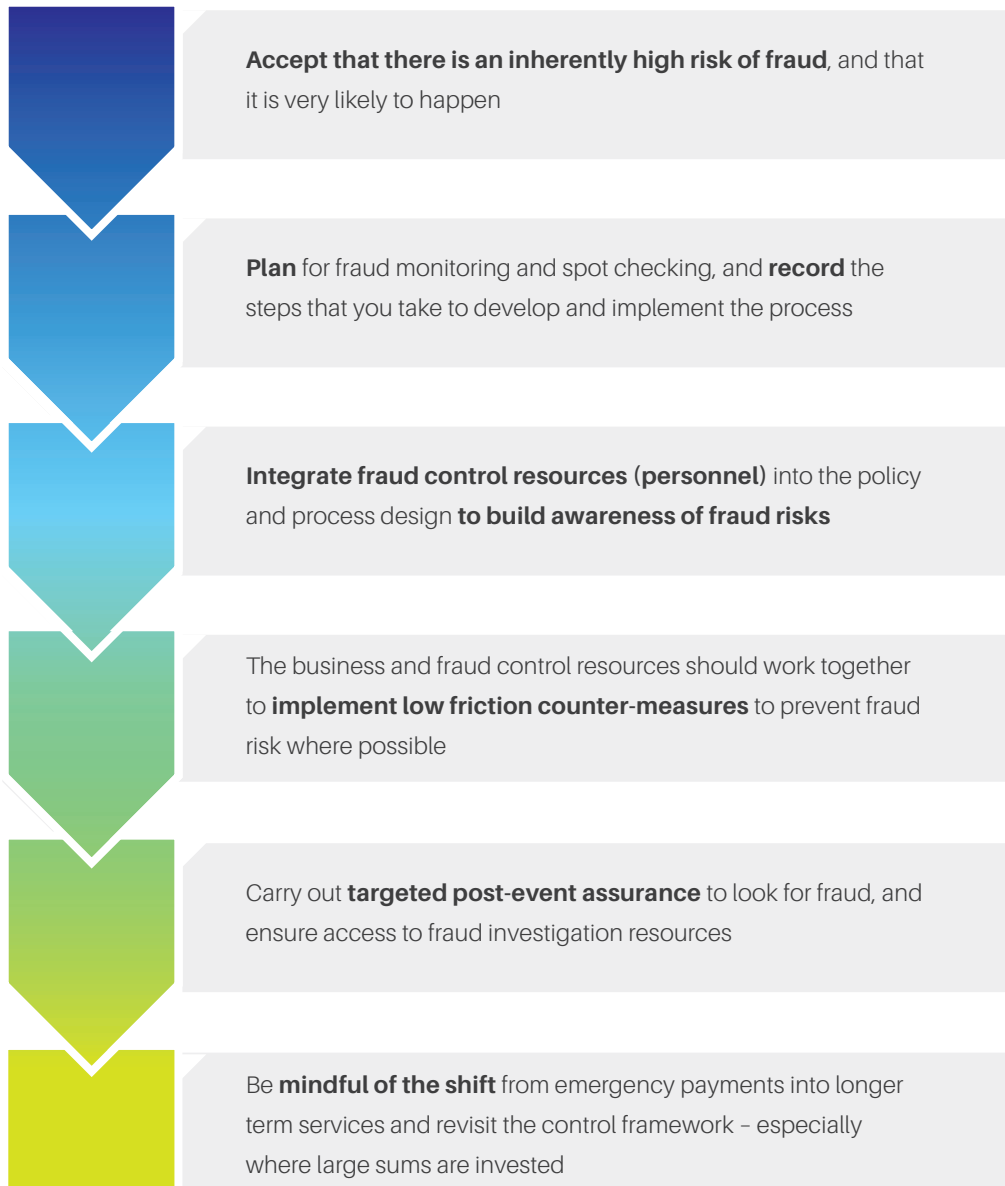 Accept that there is an inherently high risk of fraud, and that
it is very likely to happen
Plan for fraud monitoring and spot checking, and record the
steps that you take to develop and implement the process
Integrate fraud control resources (personnel) into the policy
and process design to build awareness of fraud risks
The business and fraud control resources should work together
to implement low friction counter-measures to prevent fraud
risk where possible
Carry out targeted post-event assurance to look for fraud, and
ensure access to fraud investigation resources
Be mindful of the shift from emergency payments into longer
term services and revisit the control framework – especially
where large sums are invested